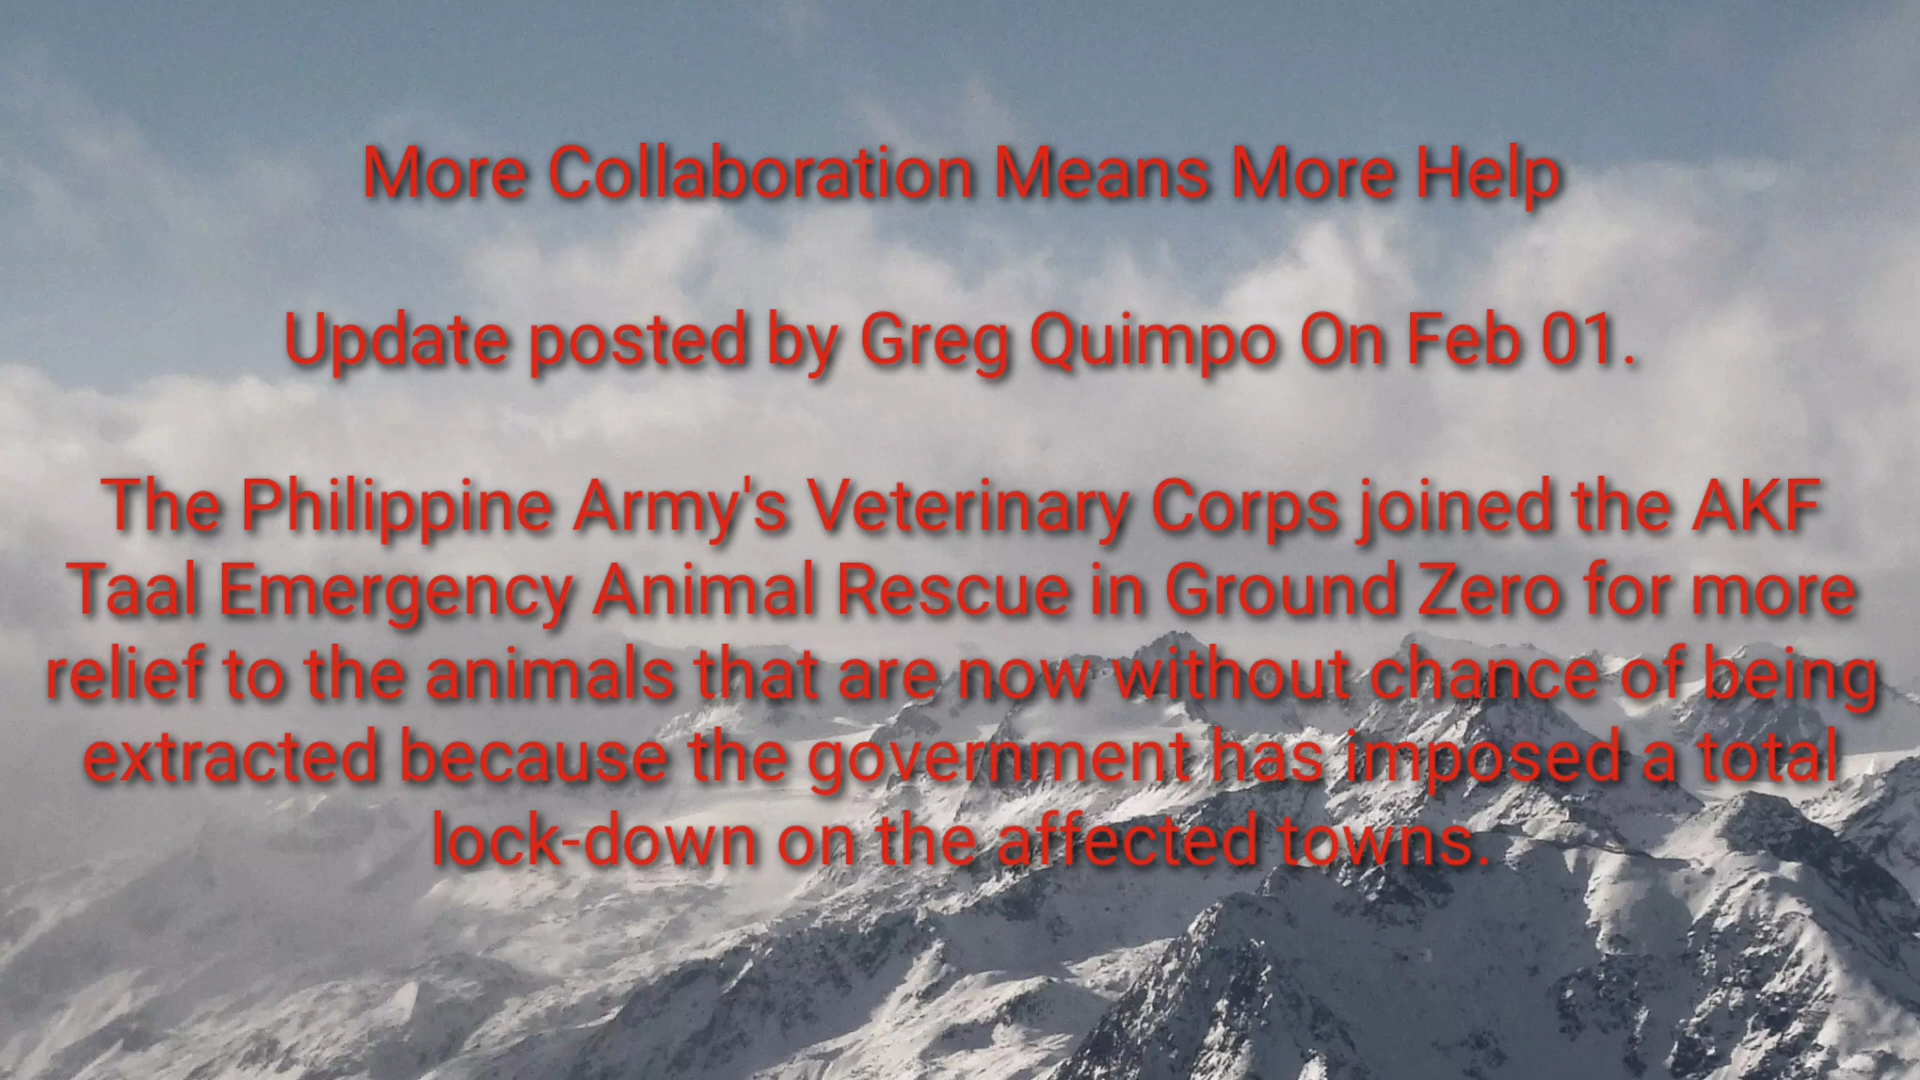 More Collaboration Means More Help
Update posted by Greg Quimpo On Feb 01.
The Philippine Army's Veterinary Corps joined the AKF
Taal Emergency Animal Rescue in Ground Zero for more
relief to the animals that are now without chance of being
extracted because the government has imposed a total
lock-down on the affected towns.